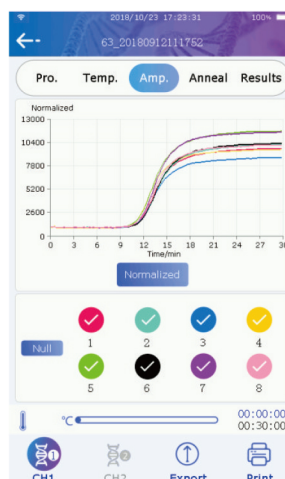 2018/10/23 17:23:31 100%
63_20180912111752
Pro. Temp. Amp. Anneal Results
Normalized
13000
10400
7800
5200
2600
0
0 3 6 9 12 15 18 21 24 27 30
Time/min
Normalized
1 2 3 4
Null
5 6 7 8
℃ 00:00:00
00:30:00
CH1 CH2 Export Print